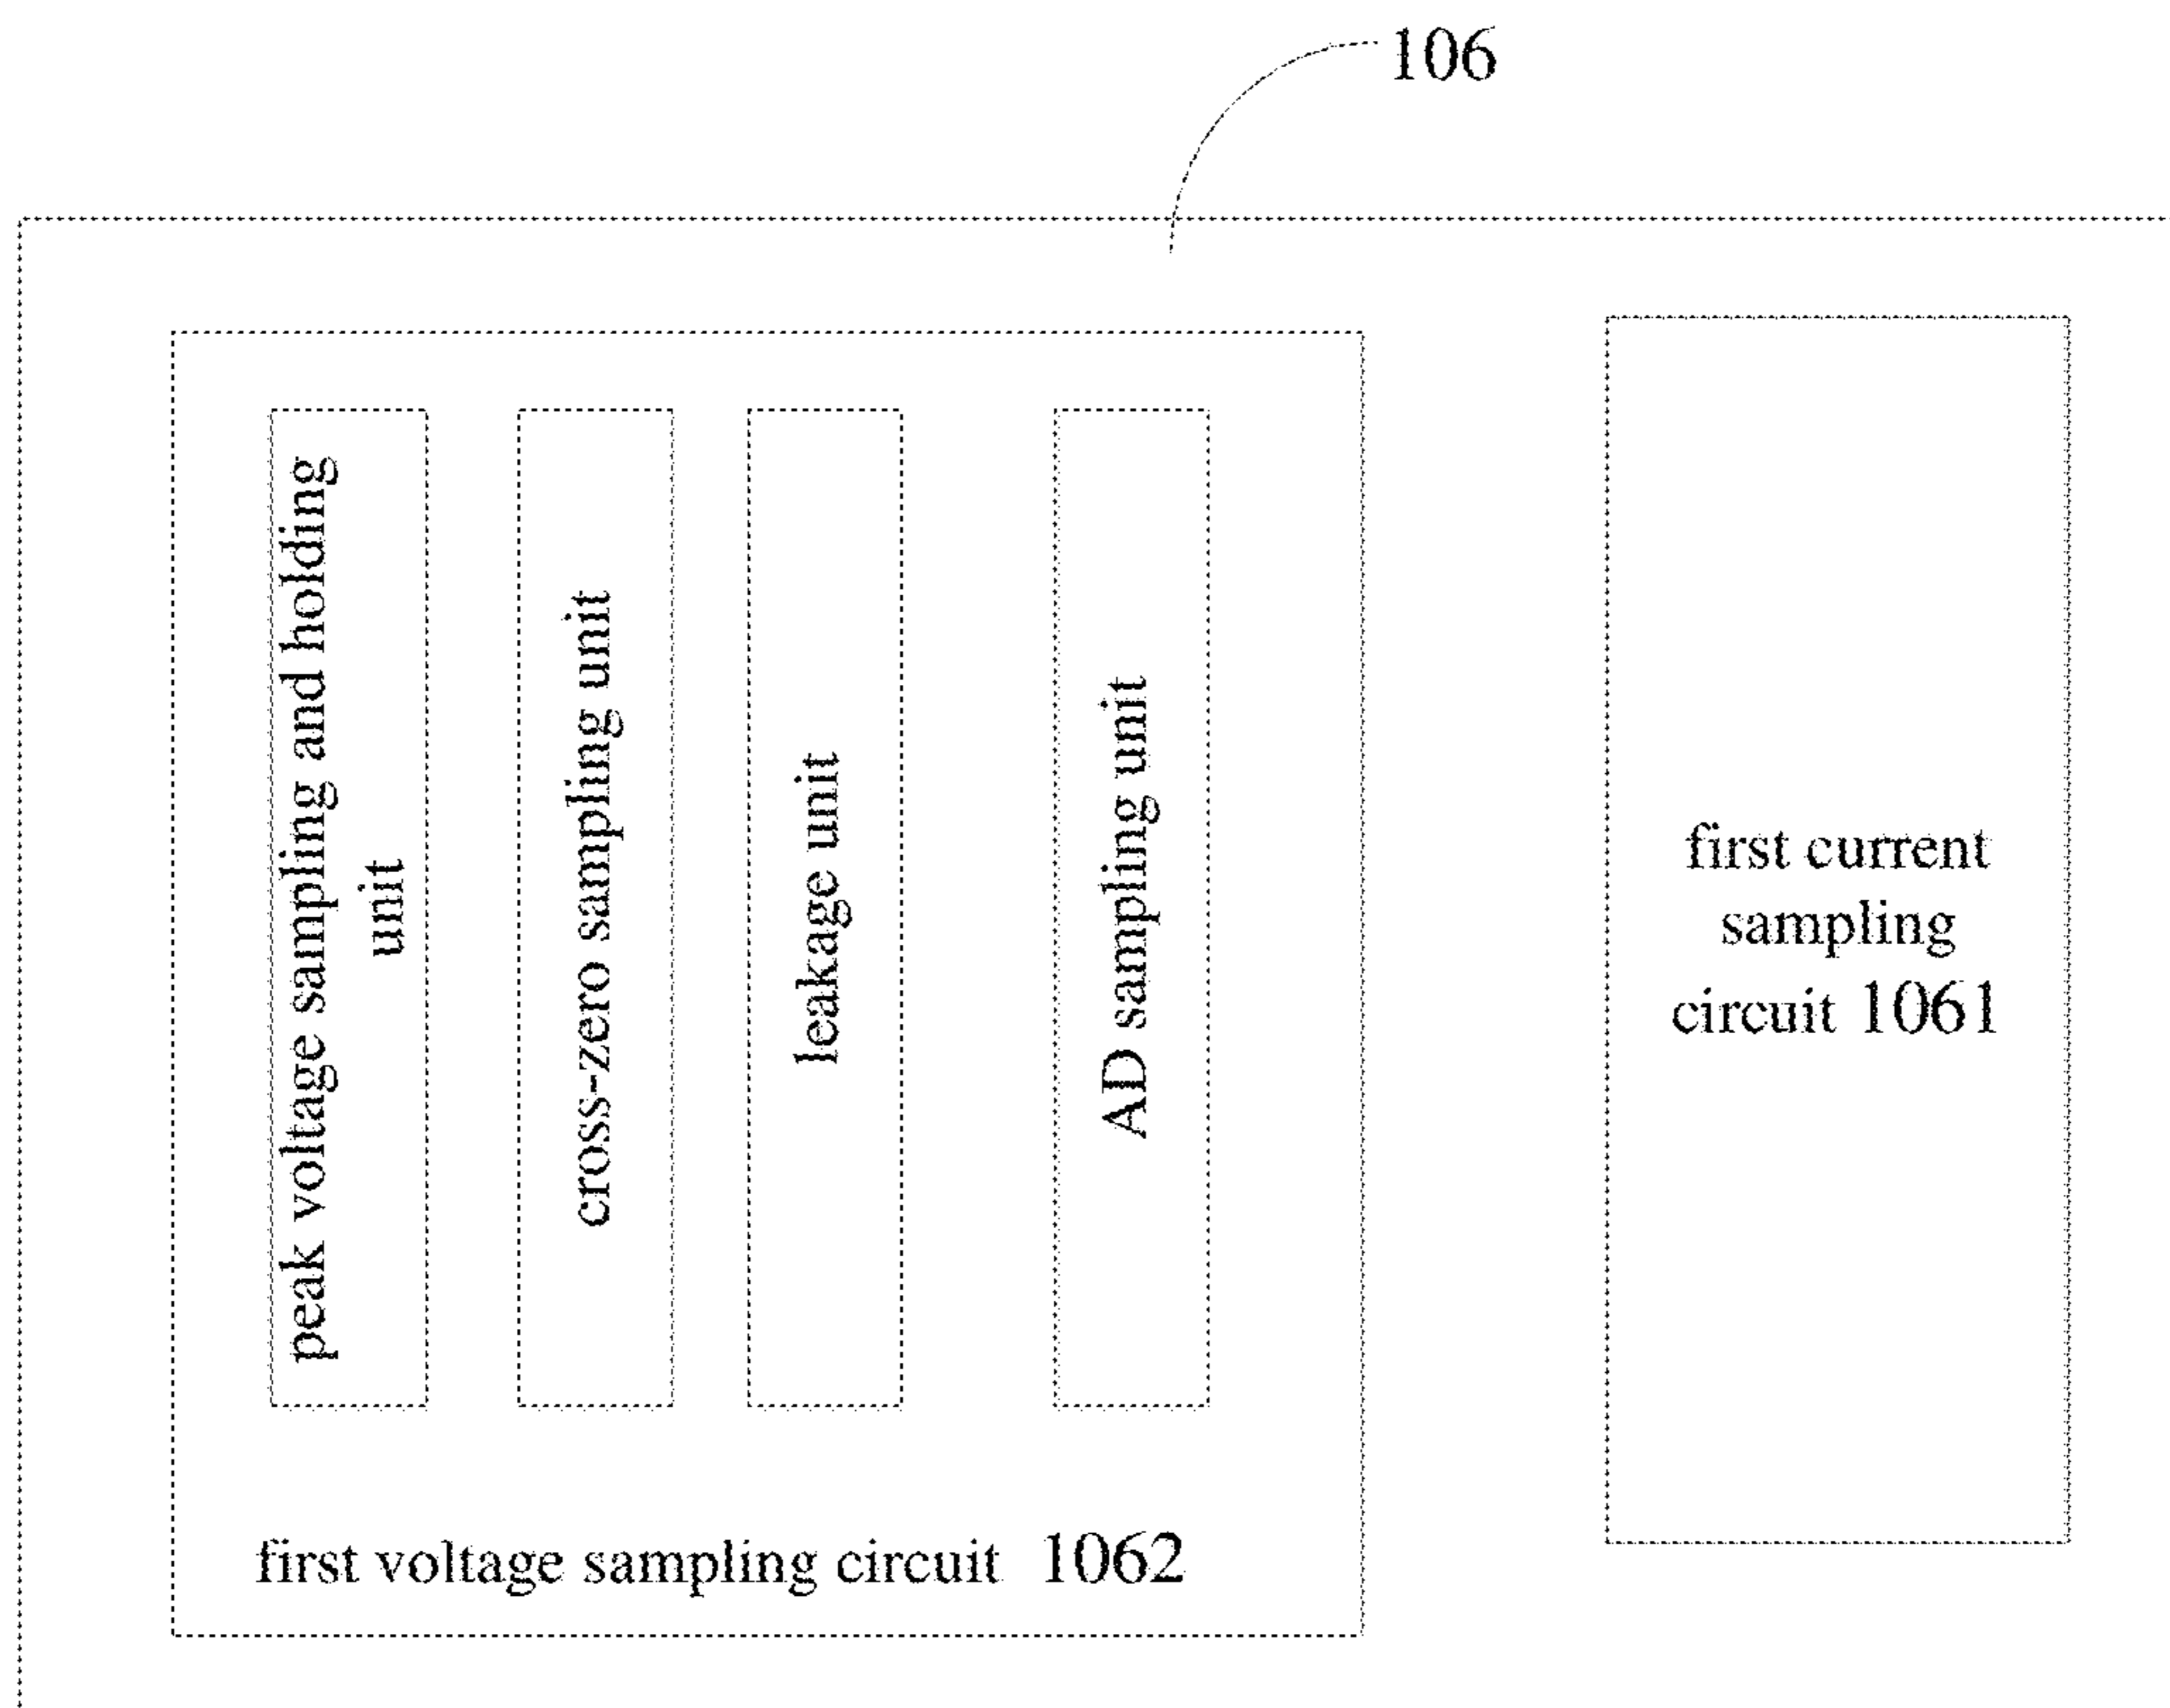 106
peak voltage sampling and holding
unit
cross-zero sampling unit
leakage unit
AD sampling unit
first voltage sampling circuit 1062
first current
sampling
circuit 1061